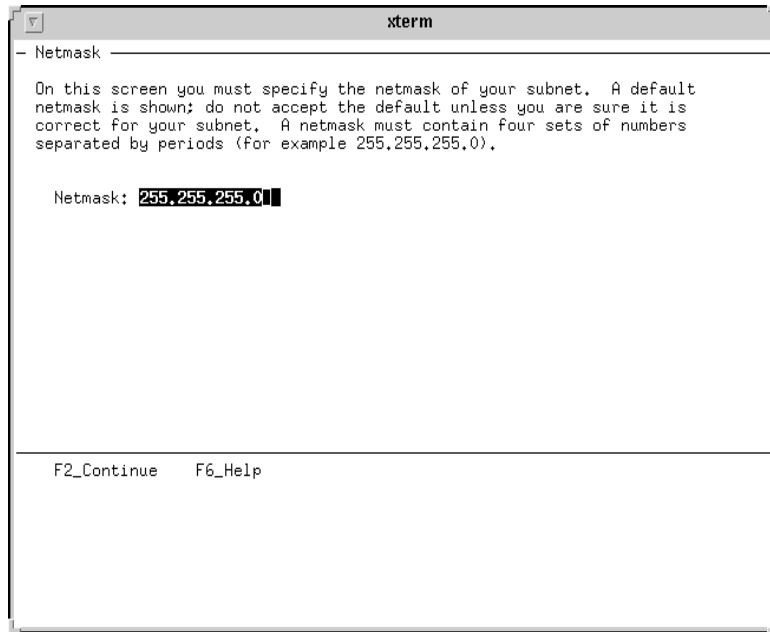 xterm
– Netmask
On this screen you must specify the netmask of your subnet. A default
netmask is shown; do not accept the default unless you are sure it is
correct for your subnet. A netmask must contain four sets of numbers
separated by periods (for example 255.255.255.0).
Netmask: 255.255.255.0
F2_Continue F6_Help